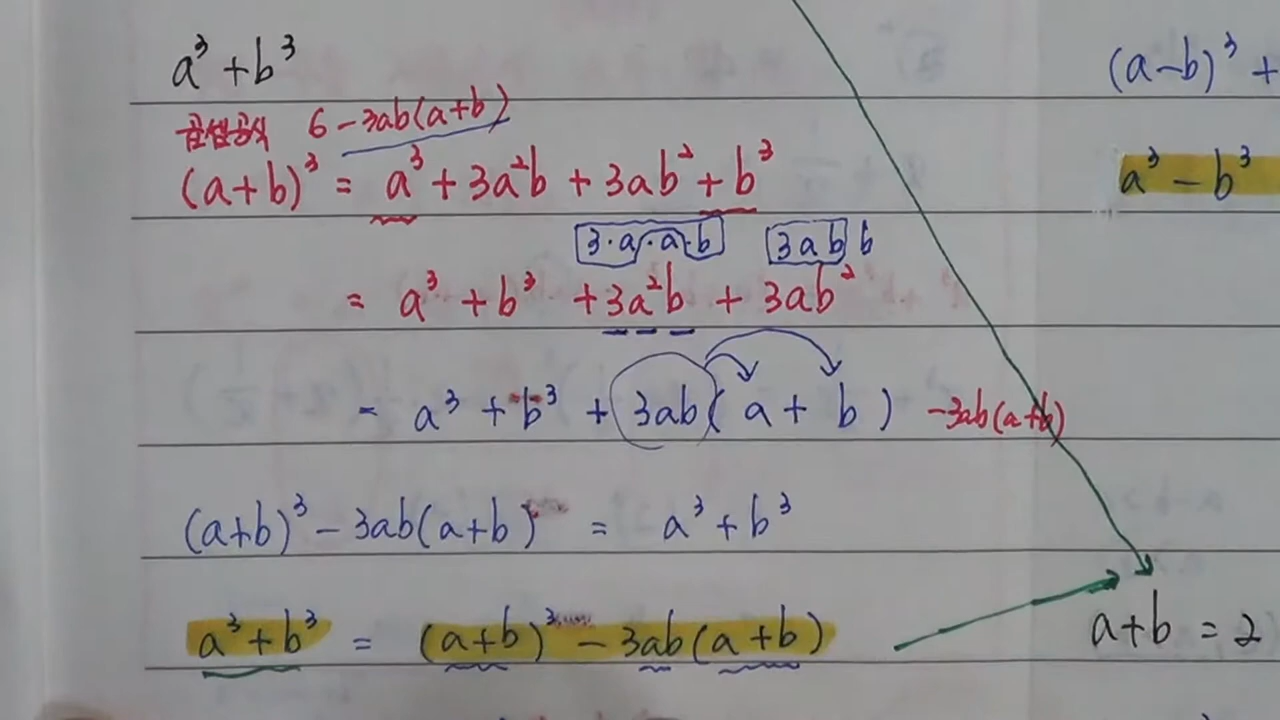 a³ + b³
곱셈공식 6 - 3ab(a+b)
(a+b)³ = a³ + 3a²b + 3ab² + b³
3·a·a·b 3ab b
= a³ + b³ + 3a²b + 3ab²
= a³ + b³ + 3ab(a + b) -3ab(a+b)
(a+b)³ - 3ab(a+b) = a³ + b³
a³ + b³ = (a+b)³ - 3ab(a+b)
(a-b)³ +
a³ - b³
a+b = 2